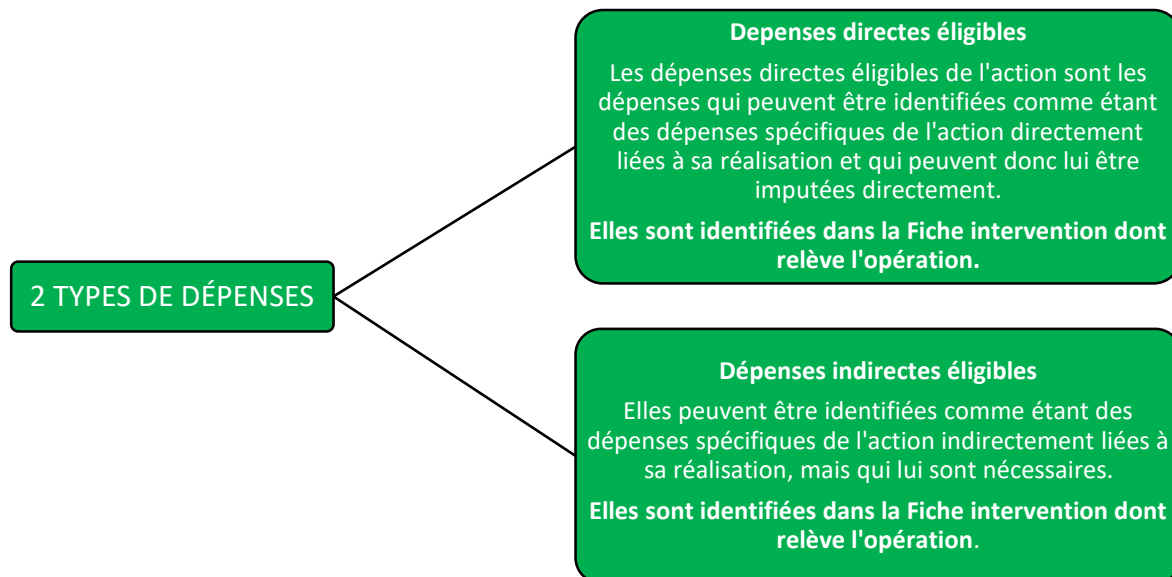 Depenses directes éligibles
Les dépenses directes éligibles de l'action sont les
dépenses qui peuvent être identifiées comme étant
des dépenses spécifiques de l'action directement
liées à sa réalisation et qui peuvent donc lui être
imputées directement.
Elles sont identifiées dans la Fiche intervention dont
relève l'opération.
2 TYPES DE DÉPENSES
Dépenses indirectes éligibles
Elles peuvent être identifiées comme étant des
dépenses spécifiques de l'action indirectement liées à
sa réalisation, mais qui lui sont nécessaires.
Elles sont identifiées dans la Fiche intervention dont
relève l'opération.